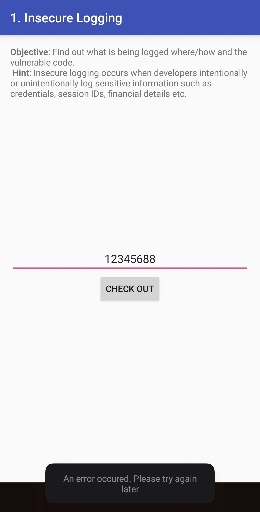 1. Insecure Logging
Objective: Find out what is being logged where/how and the
vulnerable code.
Hint: Insecure logging occurs when developers intentionally
or unintentionally log sensitive information such as
credentials, session IDs, financial details etc.
12345688
CHECK OUT
An error occured. Please try again
later